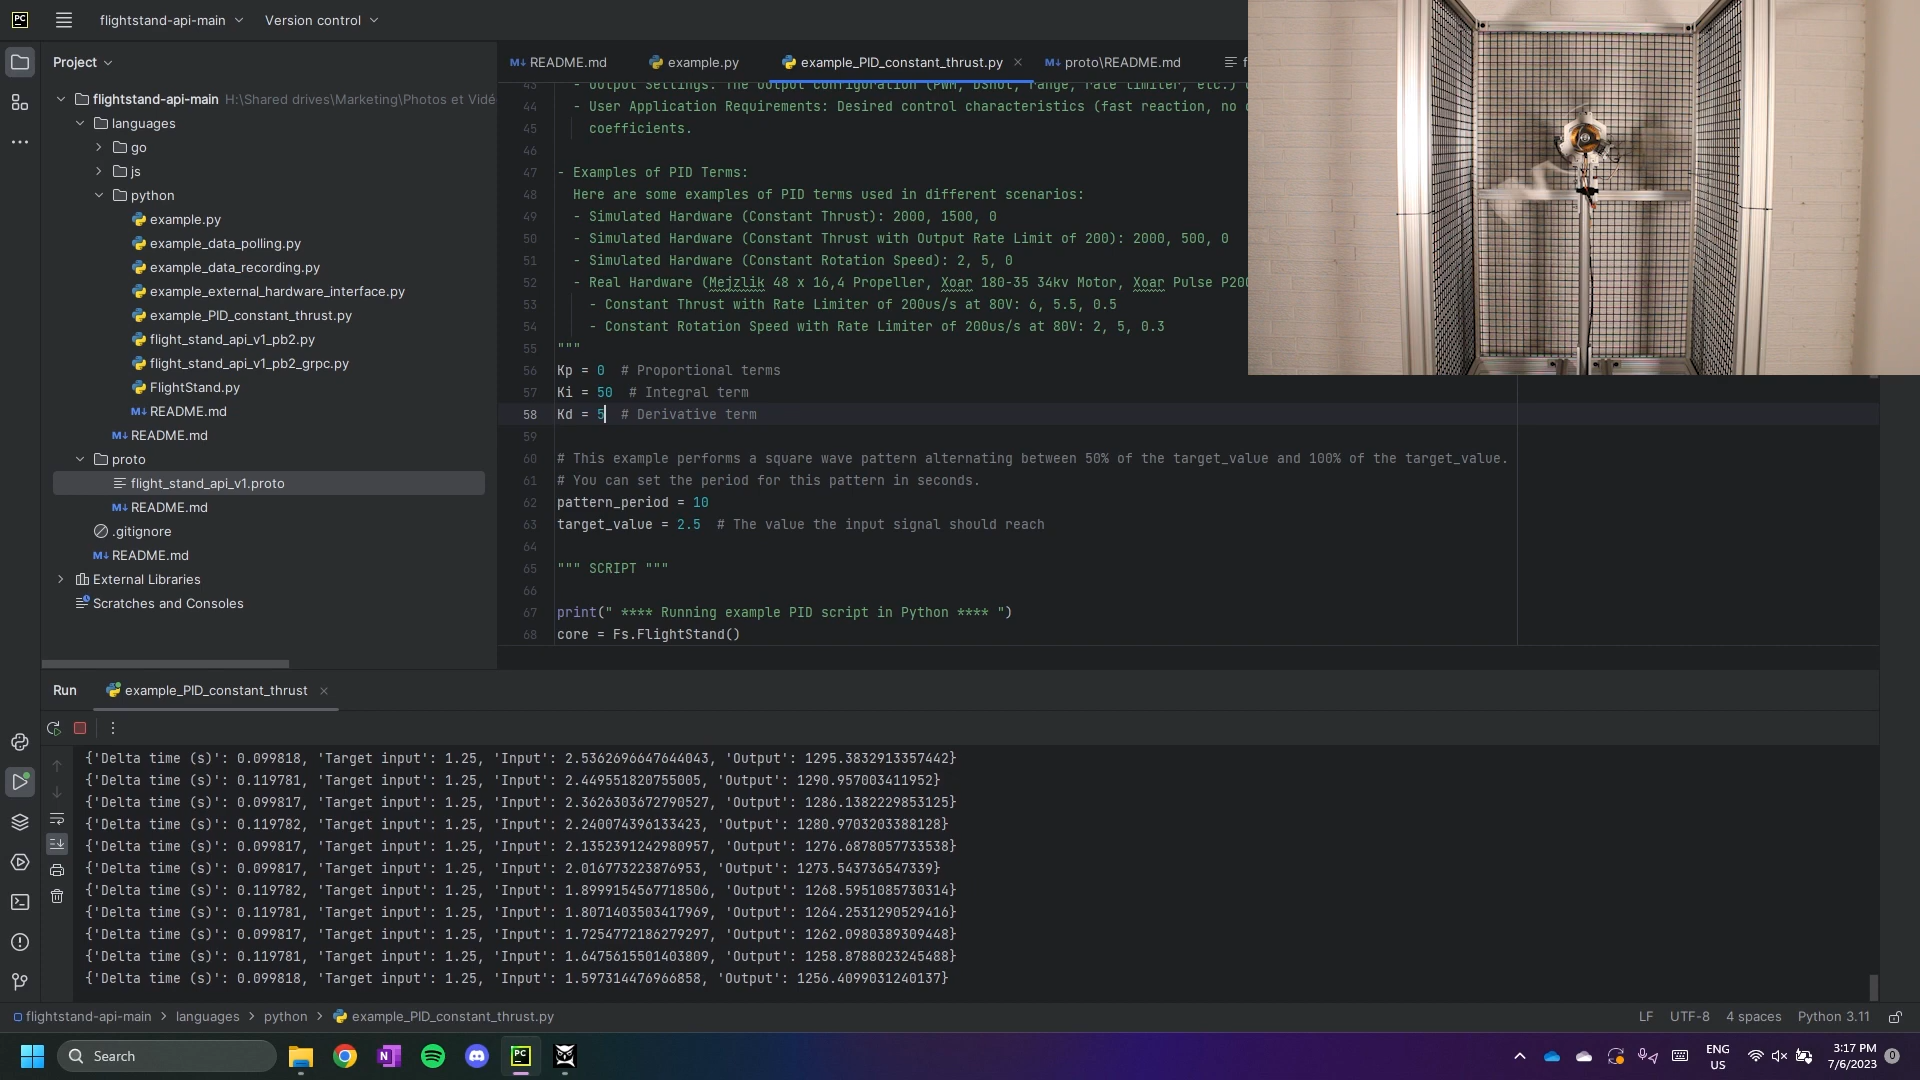 PC
flightstand-api-main
Version control
Project
README.md
example.py
example_PID_constant_thrust.py
proto\README.md
flightstand-api-main H:\Shared drives\Marketing\Photos et Vidé
languages
go
js
python
example.py
example_data_polling.py
example_data_recording.py
example_external_hardware_interface.py
example_PID_constant_thrust.py
flight_stand_api_v1_pb2.py
flight_stand_api_v1_pb2_grpc.py
FlightStand.py
README.md
README.md
proto
flight_stand_api_v1.proto
README.md
.gitignore
README.md
External Libraries
Scratches and Consoles
43 - Output Settings: The output configuration (PWM, DShot, range, rate limiter, etc.)
44 - User Application Requirements: Desired control characteristics (fast reaction, no
45 coefficients.
46
47 - Examples of PID Terms:
48 Here are some examples of PID terms used in different scenarios:
49 - Simulated Hardware (Constant Thrust): 2000, 1500, 0
50 - Simulated Hardware (Constant Thrust with Output Rate Limit of 200): 2000, 500, 0
51 - Simulated Hardware (Constant Rotation Speed): 2, 5, 0
52 - Real Hardware (Mejzlik 48 x 16,4 Propeller, Xoar 180-35 34kv Motor, Xoar Pulse P200
53 - Constant Thrust with Rate Limiter of 200us/s at 80V: 6, 5.5, 0.5
54 - Constant Rotation Speed with Rate Limiter of 200us/s at 80V: 2, 5, 0.3
55 """
56 Kp = 0 # Proportional terms
57 Ki = 50 # Integral term
58 Kd = 5 # Derivative term
59
60 # This example performs a square wave pattern alternating between 50% of the target_value and 100% of the target_value.
61 # You can set the period for this pattern in seconds.
62 pattern_period = 10
63 target_value = 2.5 # The value the input signal should reach
64
65 """ SCRIPT """
66
67 print(" **** Running example PID script in Python **** ")
68 core = Fs.FlightStand()
Run
example_PID_constant_thrust
{'Delta time (s)': 0.099818, 'Target input': 1.25, 'Input': 2.5362696647644043, 'Output': 1295.3832913357442}
{'Delta time (s)': 0.119781, 'Target input': 1.25, 'Input': 2.449551820755005, 'Output': 1290.957003411952}
{'Delta time (s)': 0.099817, 'Target input': 1.25, 'Input': 2.3626303672790527, 'Output': 1286.1382229853125}
{'Delta time (s)': 0.119782, 'Target input': 1.25, 'Input': 2.240074396133423, 'Output': 1280.9703203388128}
{'Delta time (s)': 0.099817, 'Target input': 1.25, 'Input': 2.1352391242980957, 'Output': 1276.6878057733538}
{'Delta time (s)': 0.099817, 'Target input': 1.25, 'Input': 2.016773223876953, 'Output': 1273.543736547339}
{'Delta time (s)': 0.119782, 'Target input': 1.25, 'Input': 1.8999154567718506, 'Output': 1268.5951085730314}
{'Delta time (s)': 0.119781, 'Target input': 1.25, 'Input': 1.8071403503417969, 'Output': 1264.2531290529416}
{'Delta time (s)': 0.099817, 'Target input': 1.25, 'Input': 1.7254772186279297, 'Output': 1262.0980389309448}
{'Delta time (s)': 0.119781, 'Target input': 1.25, 'Input': 1.6475615501403809, 'Output': 1258.8788023245488}
{'Delta time (s)': 0.099818, 'Target input': 1.25, 'Input': 1.597314476966858, 'Output': 1256.4099031240137}
flightstand-api-main > languages > python > example_PID_constant_thrust.py
LF UTF-8 4 spaces Python 3.11
Search
ENG
US
3:17 PM
7/6/2023
0